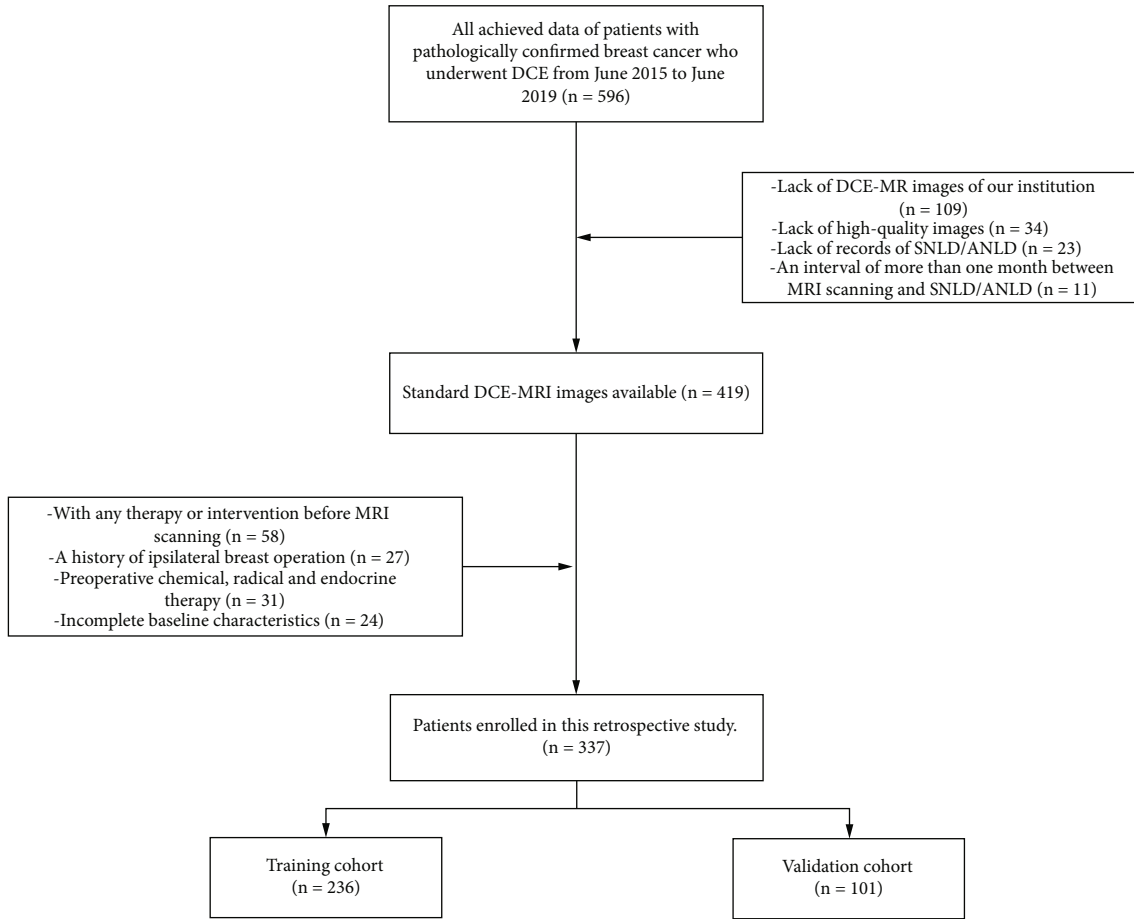 All achieved data of patients with
pathologically confirmed breast cancer who
underwent DCE from June 2015 to June
2019 (n = 596)
-Lack of DCE-MR images of our institution
(n = 109)
-Lack of high-quality images (n = 34)
-Lack of records of SNLD/ANLD (n = 23)
-An interval of more than one month between
MRI scanning and SNLD/ANLD (n = 11)
Standard DCE-MRI images available (n = 419)
-With any therapy or intervention before MRI
scanning (n = 58)
-A history of ipsilateral breast operation (n = 27)
-Preoperative chemical, radical and endocrine
therapy (n = 31)
-Incomplete baseline characteristics (n = 24)
Patients enrolled in this retrospective study.
(n = 337)
Training cohort
(n = 236)
Validation cohort
(n = 101)